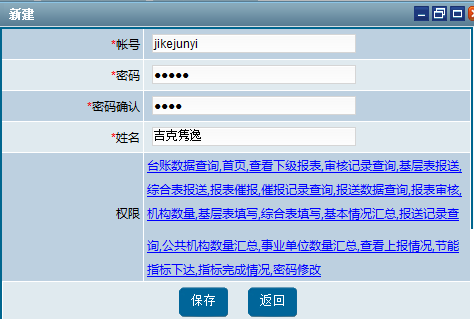 新建
*帐号 jikejunyi
*密码 ●●●●●
*密码确认 ●●●●
*姓名 吉克隽逸
权限
台账数据查询,首页,查看下级报表,审核记录查询,基层表报送,
综合表报送,报表催报,催报记录查询,报送数据查询,报表审核,
机构数量,基层表填写,综合表填写,基本情况汇总,报送记录查
询,公共机构数量汇总,事业单位数量汇总,查看上报情况,节能
指标下达,指标完成情况,密码修改
保存 返回